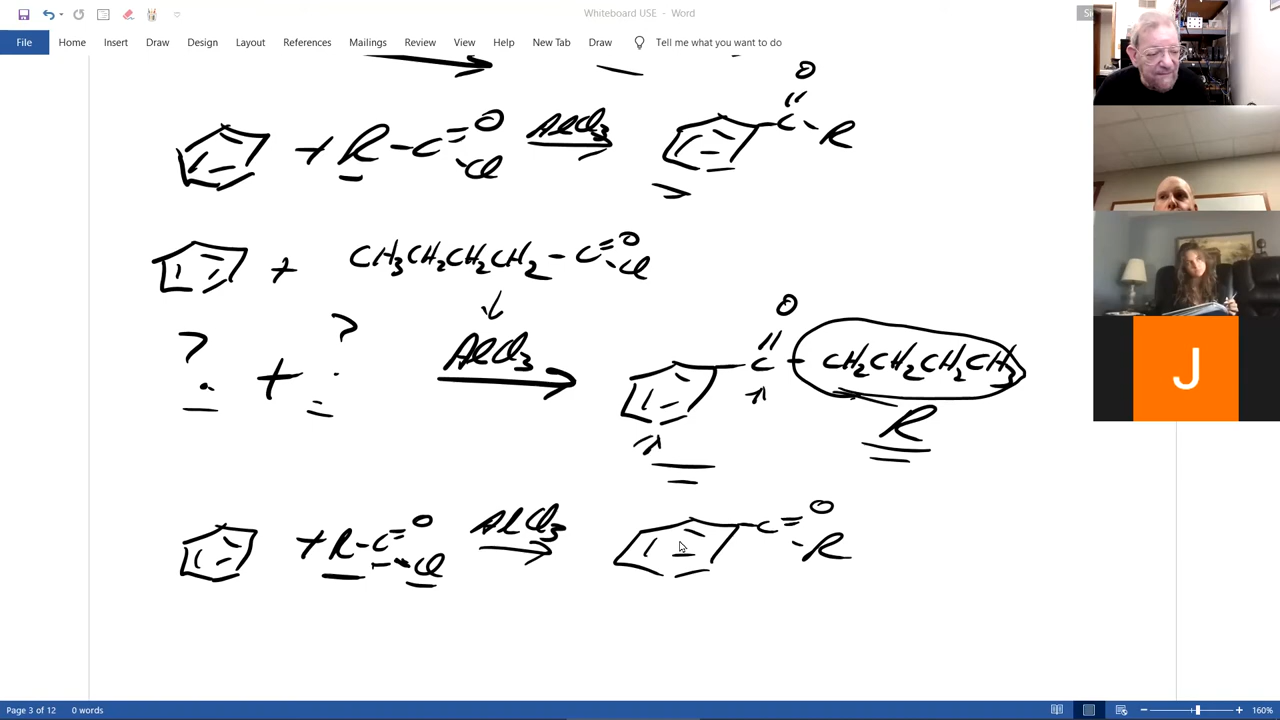 Whiteboard USE - Word
File Home Insert Draw Design Layout References Mailings Review View Help New Tab Draw Tell me what you want to do
O
+ R-C=O Cl AlCl3 C-R
+ CH3CH2CH2CH2-C=O Cl
O
? ?
+ AlCl3 C-CH2CH2CH2CH3
R
+ R-C=O Cl AlCl3 C=O -R
J
Page 3 of 12 0 words 160%